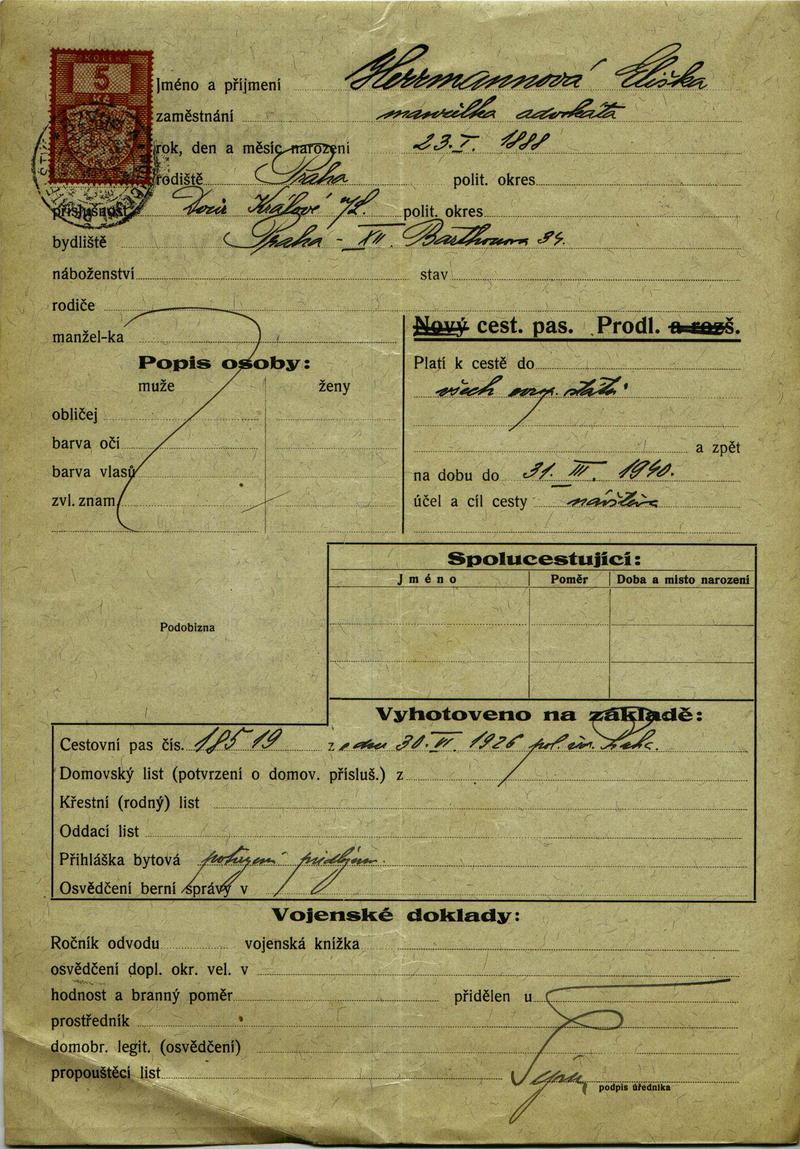 KOLEK
5
Kč
Jméno a příjmení Herrmannová Eliška
zaměstnání manželka advokáta
rok, den a měsíc narození 23. I. 1888
rodiště Praha polit. okres
příslušnost Dvůr Králové n/L. polit. okres
bydliště Praha - XII. Barthouova 34.
náboženství stav
rodiče
manžel-ka
Nový cest. pas. Prodl. a rozš.
Popis osoby:
muže ženy
obličej
barva očí
barva vlasů
zvl. znam.
Platí k cestě do
všech evrop. států
a zpět
na dobu do 31. III. 1940.
účel a cíl cesty návštěva
Spolucestující:
Jméno Poměr Doba a místo narození
Podobizna
Vyhotoveno na základě:
Cestovní pas čís. 18519 z e dne 30. 1926 pol.
Domovský list (potvrzení o domov. přísluš.) z
Křestní (rodný) list
Oddací list
Přihláška bytová
Osvědčení berní správy v
Vojenské doklady:
Ročník odvodu vojenská knížka
osvědčení dopl. okr. vel. v
hodnost a branný poměr přidělen u
prostředník
domobr. legit. (osvědčení)
propouštěcí list
podpis úředníka